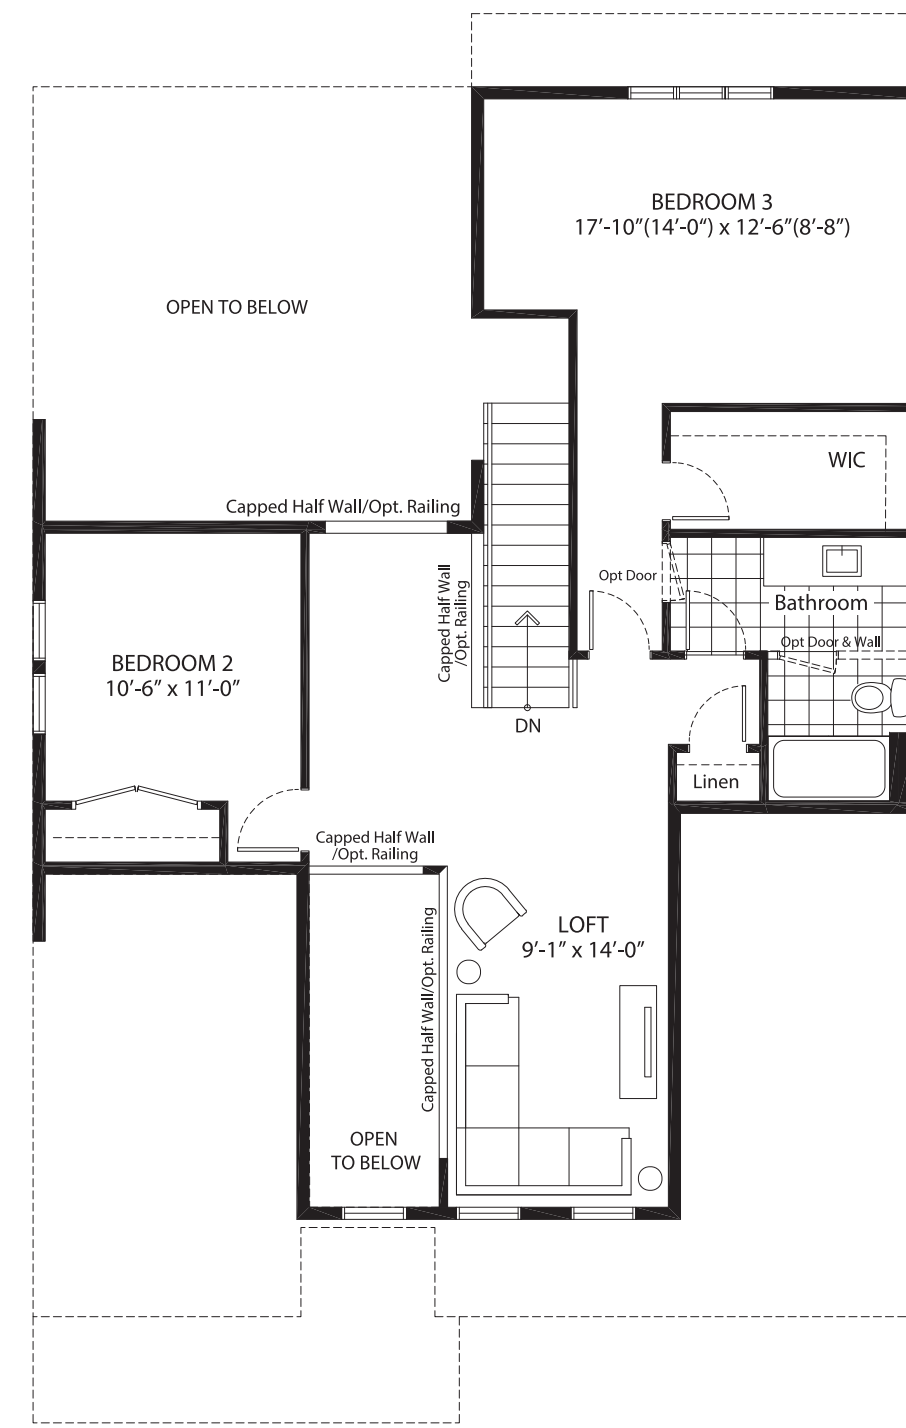 BEDROOM 3
17’-10”(14’-0“) x 12’-6”(8’-8”)
OPEN TO BELOW
WIC
Capped Half Wall/Opt. Railing
Capped Half Wall
/Opt. Railing
Opt Door
Bathroom
Opt Door & Wall
BEDROOM 2
10’-6” x 11’-0”
DN
Linen
Capped Half Wall
/Opt. Railing
LOFT
9’-1” x 14’-0”
Capped Half Wall/Opt. Railing
OPEN
TO BELOW